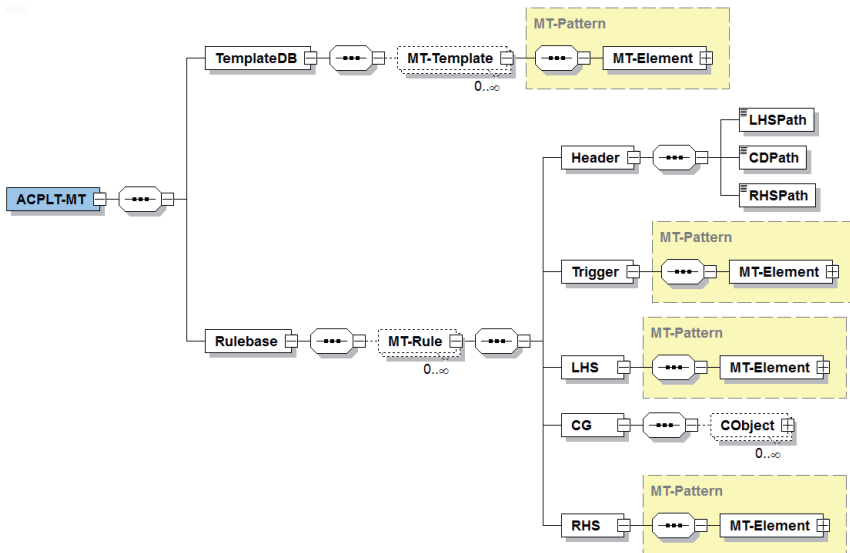 MT-Pattern
TemplateDB
MT-Template
MT-Element
0..∞
LHSPath
Header
CDPath
RHSPath
ACPLT-MT
MT-Pattern
Trigger
MT-Element
MT-Pattern
Rulebase
MT-Rule
0..∞
LHS
MT-Element
CG
CObject
0..∞
MT-Pattern
RHS
MT-Element